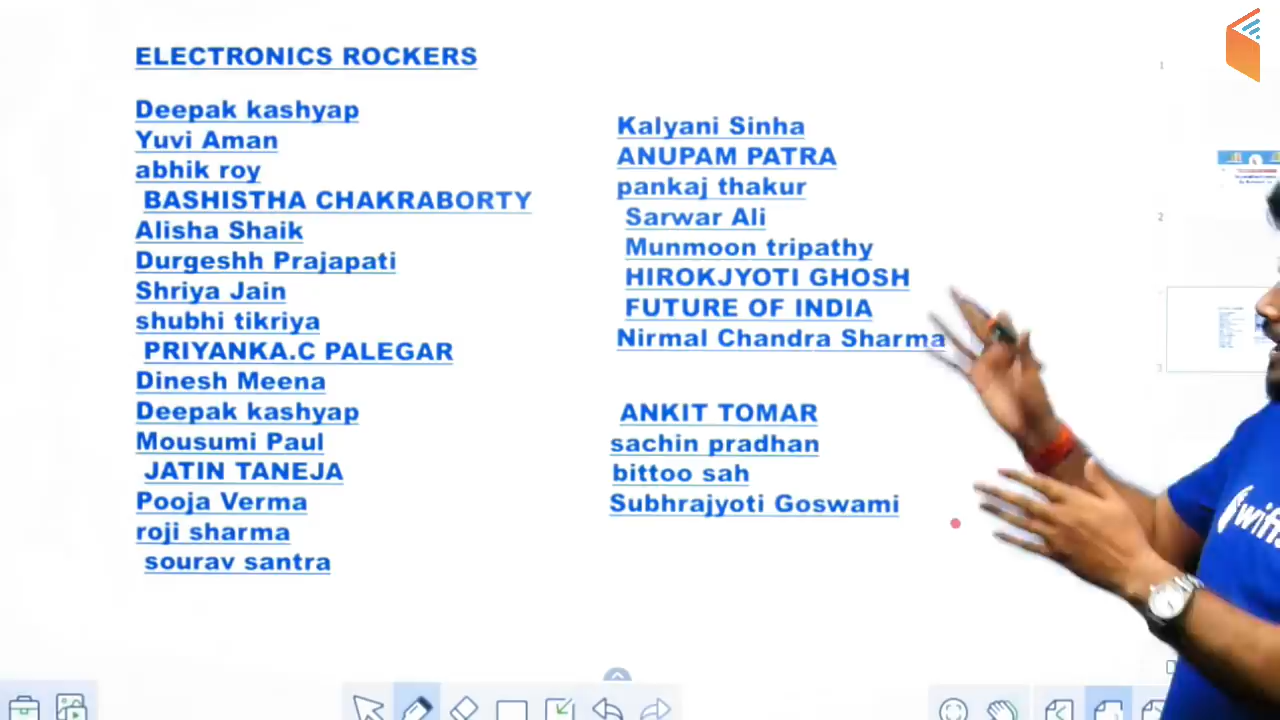 ELECTRONICS ROCKERS
Deepak kashyap
Yuvi Aman
abhik roy
BASHISTHA CHAKRABORTY
Alisha Shaik
Durgeshh Prajapati
Shriya Jain
shubhi tikriya
PRIYANKA.C PALEGAR
Dinesh Meena
Deepak kashyap
Mousumi Paul
JATIN TANEJA
Pooja Verma
roji sharma
sourav santra
Kalyani Sinha
ANUPAM PATRA
pankaj thakur
Sarwar Ali
Munmoon tripathy
HIROKJYOTI GHOSH
FUTURE OF INDIA
Nirmal Chandra Sharma
ANKIT TOMAR
sachin pradhan
bittoo sah
Subhrajyoti Goswami
1
2
3